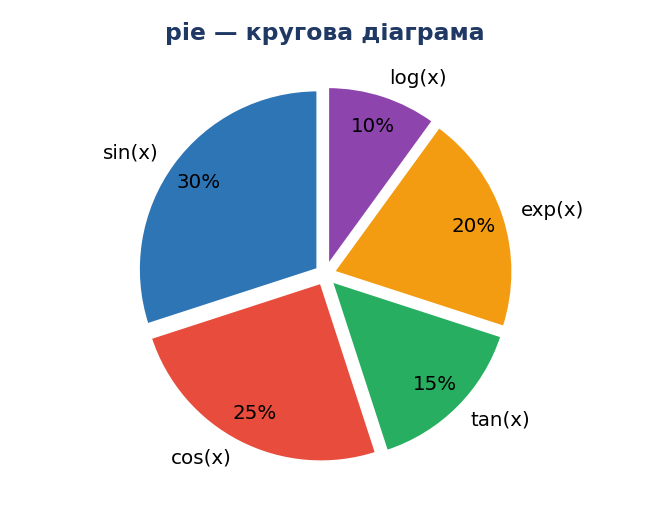 pie — кругова діаграма
log(x)
10%
sin(x)
30%
exp(x)
20%
15%
25%
tan(x)
cos(x)